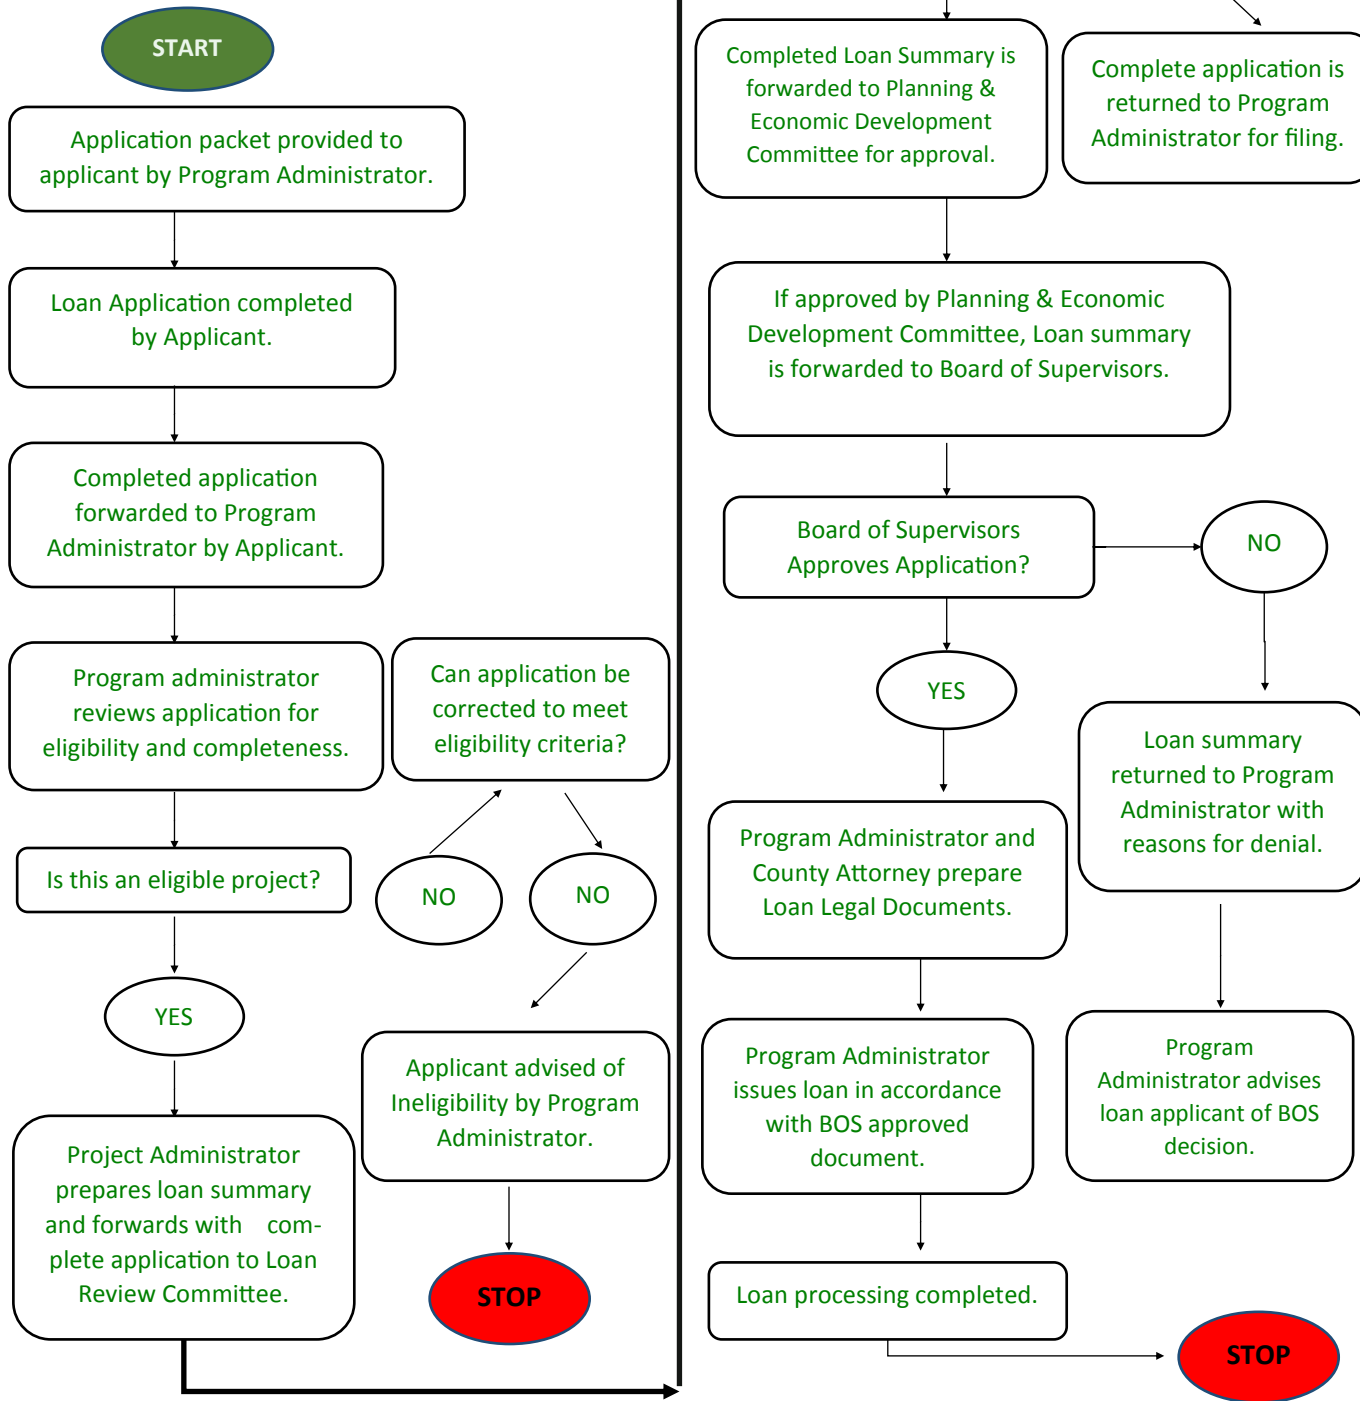 START
Application packet provided to
applicant by Program Administrator.
Loan Application completed
by Applicant.
Completed application
forwarded to Program
Administrator by Applicant.
Program administrator
reviews application for
eligibility and completeness.
Is this an eligible project?
YES
Project Administrator
prepares loan summary
and forwards with com-
plete application to Loan
Review Committee.
Can application be
corrected to meet
eligibility criteria?
NO
NO
Applicant advised of
Ineligibility by Program
Administrator.
STOP
Completed Loan Summary is
forwarded to Planning &
Economic Development
Committee for approval.
Complete application is
returned to Program
Administrator for filing.
If approved by Planning & Economic
Development Committee, Loan summary
is forwarded to Board of Supervisors.
Board of Supervisors
Approves Application?
NO
YES
Program Administrator and
County Attorney prepare
Loan Legal Documents.
Program Administrator
issues loan in accordance
with BOS approved
document.
Loan processing completed.
Loan summary
returned to Program
Administrator with
reasons for denial.
Program
Administrator advises
loan applicant of BOS
decision.
STOP